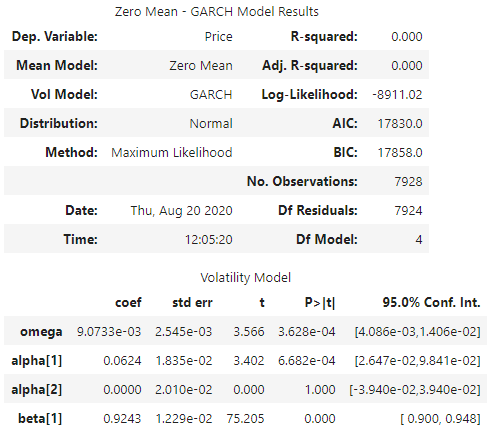 Zero Mean - GARCH Model Results
Dep. Variable: Price R-squared: 0.000
Mean Model: Zero Mean Adj. R-squared: 0.000
Vol Model: GARCH Log-Likelihood: -8911.02
Distribution: Normal AIC: 17830.0
Method: Maximum Likelihood BIC: 17858.0
No. Observations: 7928
Date: Thu, Aug 20 2020 Df Residuals: 7924
Time: 12:05:20 Df Model: 4
Volatility Model
coef std err t P>|t| 95.0% Conf. Int.
omega 9.0733e-03 2.545e-03 3.566 3.628e-04 [4.086e-03,1.406e-02]
alpha[1] 0.0624 1.835e-02 3.402 6.682e-04 [2.647e-02,9.841e-02]
alpha[2] 0.0000 2.010e-02 0.000 1.000 [-3.940e-02,3.940e-02]
beta[1] 0.9243 1.229e-02 75.205 0.000 [ 0.900, 0.948]